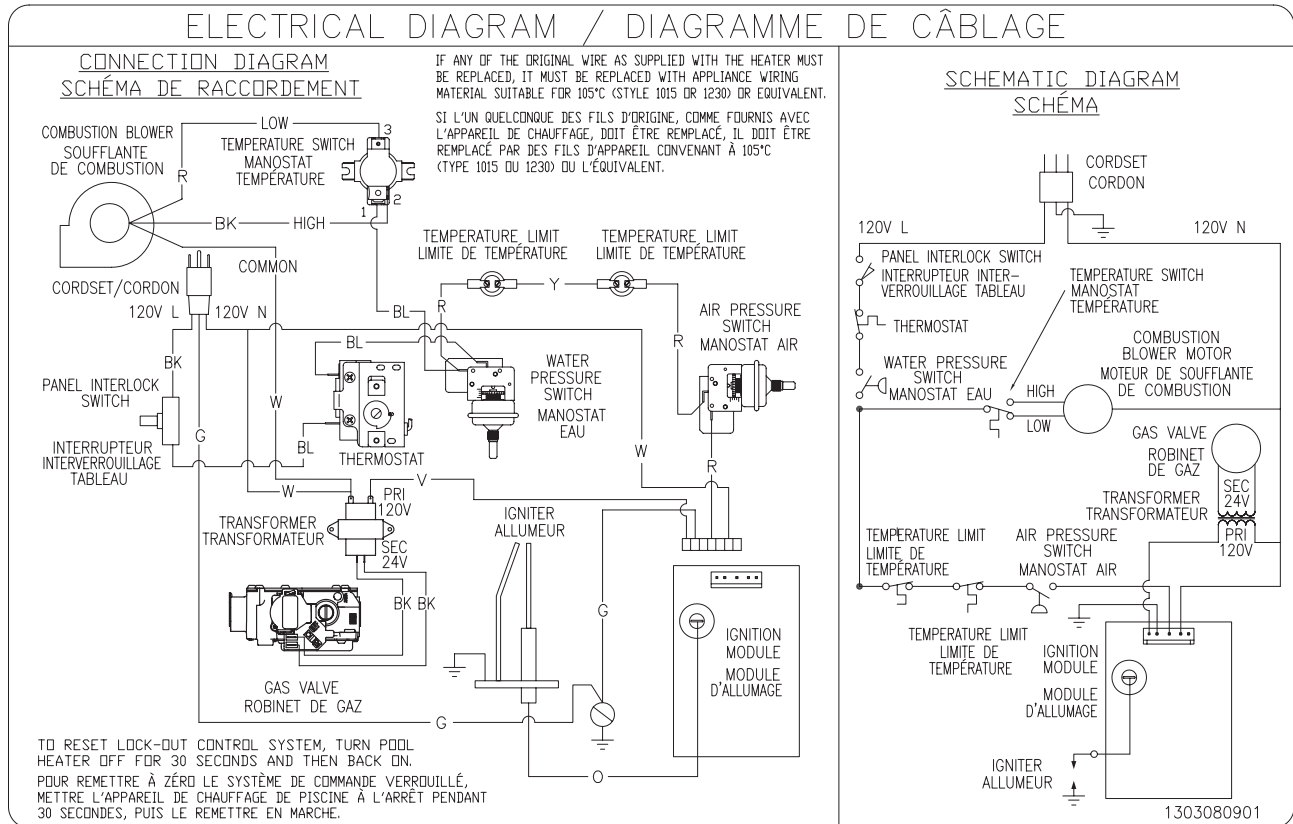 ELECTRICAL DIAGRAM / DIAGRAMME DE CÂBLAGE
CONNECTION DIAGRAM
SCHÉMA DE RACCORDEMENT
IF ANY OF THE ORIGINAL WIRE AS SUPPLIED WITH THE HEATER MUST
BE REPLACED, IT MUST BE REPLACED WITH APPLIANCE WIRING
MATERIAL SUITABLE FOR 105°C (STYLE 1015 OR 1230) OR EQUIVALENT.
SI L'UN QUELCONQUE DES FILS D'ORIGINE, COMME FOURNIS AVEC
L'APPAREIL DE CHAUFFAGE, DOIT ÊTRE REMPLACÉ, IL DOIT ÊTRE
REMPLACÉ PAR DES FILS D'APPAREIL CONVENANT À 105°C
(TYPE 1015 OU 1230) OU L'ÉQUIVALENT.
COMBUSTION BLOWER
SOUFFLANTE
DE COMBUSTION
R
LOW
3
TEMPERATURE SWITCH
MANOSTAT
TEMPÉRATURE
2
1
BK
HIGH
COMMON
CORDSET/CORDON
120V L
120V N
TEMPERATURE LIMIT
LIMITE DE TEMPÉRATURE
TEMPERATURE LIMIT
LIMITE DE TEMPÉRATURE
Y
R
BL
BL
R
AIR PRESSURE
SWITCH
MANOSTAT AIR
BK
PANEL INTERLOCK
SWITCH
INTERRUPTEUR
INTERVERROUILLAGE
TABLEAU
W
G
BL
THERMOSTAT
WATER
PRESSURE
SWITCH
MANOSTAT
EAU
W
R
W
V
PRI
120V
TRANSFORMER
TRANSFORMATEUR
SEC
24V
IGNITER
ALLUMEUR
BK BK
G
GAS VALVE
ROBINET DE GAZ
G
O
IGNITION
MODULE
MODULE
D'ALLUMAGE
TO RESET LOCK-OUT CONTROL SYSTEM, TURN POOL
HEATER OFF FOR 30 SECONDS AND THEN BACK ON.
POUR REMETTRE À ZÉRO LE SYSTÈME DE COMMANDE VERROUILLÉ,
METTRE L'APPAREIL DE CHAUFFAGE DE PISCINE À L'ARRÊT PENDANT
30 SECONDES, PUIS LE REMETTRE EN MARCHE.
SCHEMATIC DIAGRAM
SCHÉMA
CORDSET
CORDON
120V L
120V N
PANEL INTERLOCK SWITCH
INTERRUPTEUR INTER-
VERROUILLAGE TABLEAU
TEMPERATURE SWITCH
MANOSTAT
TEMPÉRATURE
THERMOSTAT
COMBUSTION
BLOWER MOTOR
MOTEUR DE SOUFFLANTE
DE COMBUSTION
WATER PRESSURE
SWITCH
MANOSTAT EAU
HIGH
LOW
GAS VALVE
ROBINET
DE GAZ
SEC
24V
TRANSFORMER
TRANSFORMATEUR
PRI
120V
TEMPERATURE LIMIT
LIMITE DE
TEMPÉRATURE
AIR PRESSURE
SWITCH
MANOSTAT AIR
TEMPERATURE LIMIT
LIMITE DE
TEMPÉRATURE
IGNITION
MODULE
MODULE
D'ALLUMAGE
IGNITER
ALLUMEUR
1303080901